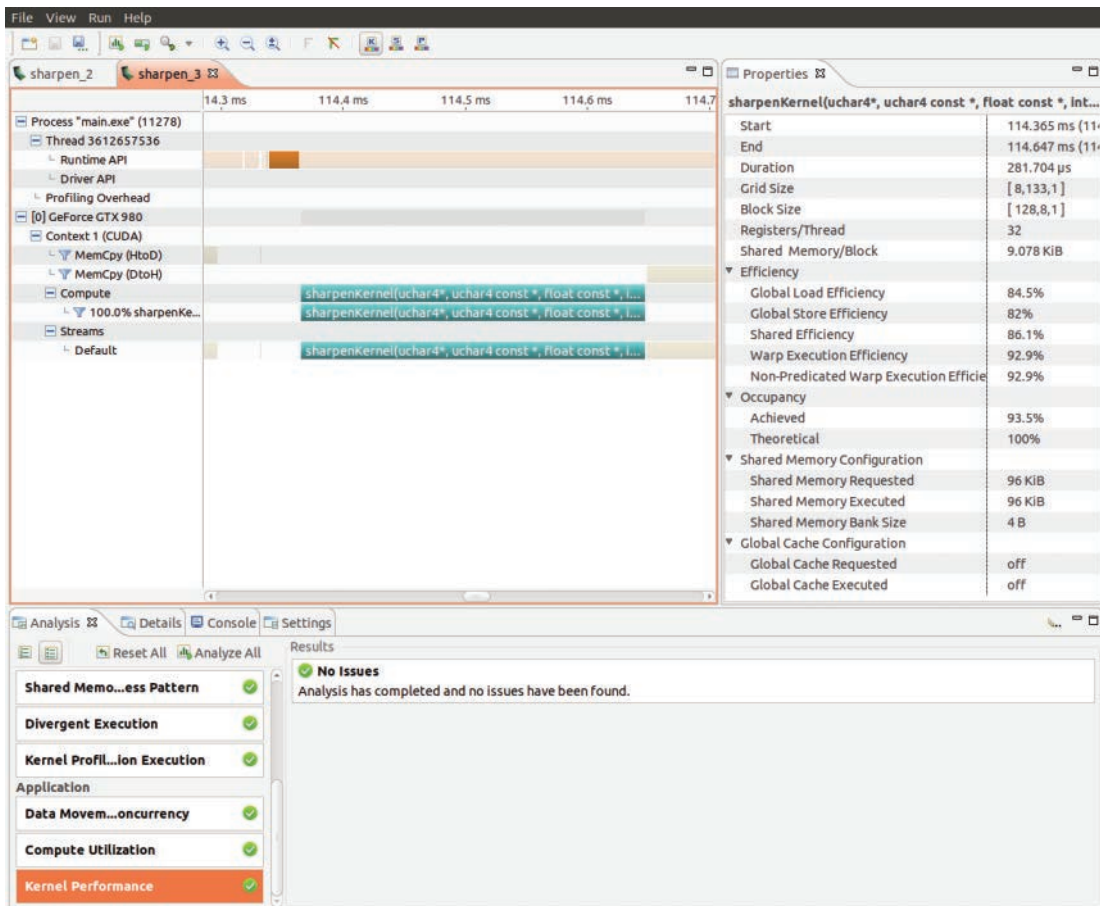 File View Run Help
F
K S P
sharpen_2 sharpen_3
14.3 ms 114.4 ms 114.5 ms 114.6 ms 114.7
Process "main.exe" (11278)
Thread 3612657536
Runtime API
Driver API
Profiling Overhead
[0] GeForce GTX 980
Context 1 (CUDA)
MemCpy (HtoD)
MemCpy (DtoH)
Compute
sharpenKernel(uchar4*, uchar4 const *, float const *, i...
100.0% sharpenKe...
sharpenKernel(uchar4*, uchar4 const *, float const *, i...
Streams
Default
sharpenKernel(uchar4*, uchar4 const *, float const *, i...
Properties
sharpenKernel(uchar4*, uchar4 const *, float const *, int...
Start 114.365 ms (114
End 114.647 ms (114
Duration 281.704 µs
Grid Size [ 8,133,1 ]
Block Size [ 128,8,1 ]
Registers/Thread 32
Shared Memory/Block 9.078 KiB
Efficiency
Global Load Efficiency 84.5%
Global Store Efficiency 82%
Shared Efficiency 86.1%
Warp Execution Efficiency 92.9%
Non-Predicated Warp Execution Efficie 92.9%
Occupancy
Achieved 93.5%
Theoretical 100%
Shared Memory Configuration
Shared Memory Requested 96 KiB
Shared Memory Executed 96 KiB
Shared Memory Bank Size 4 B
Global Cache Configuration
Global Cache Requested off
Global Cache Executed off
Analysis Details Console Settings
Reset All Analyze All
Shared Memo...ess Pattern
Divergent Execution
Kernel Profil...ion Execution
Application
Data Movem...oncurrency
Compute Utilization
Kernel Performance
Results
No Issues
Analysis has completed and no issues have been found.